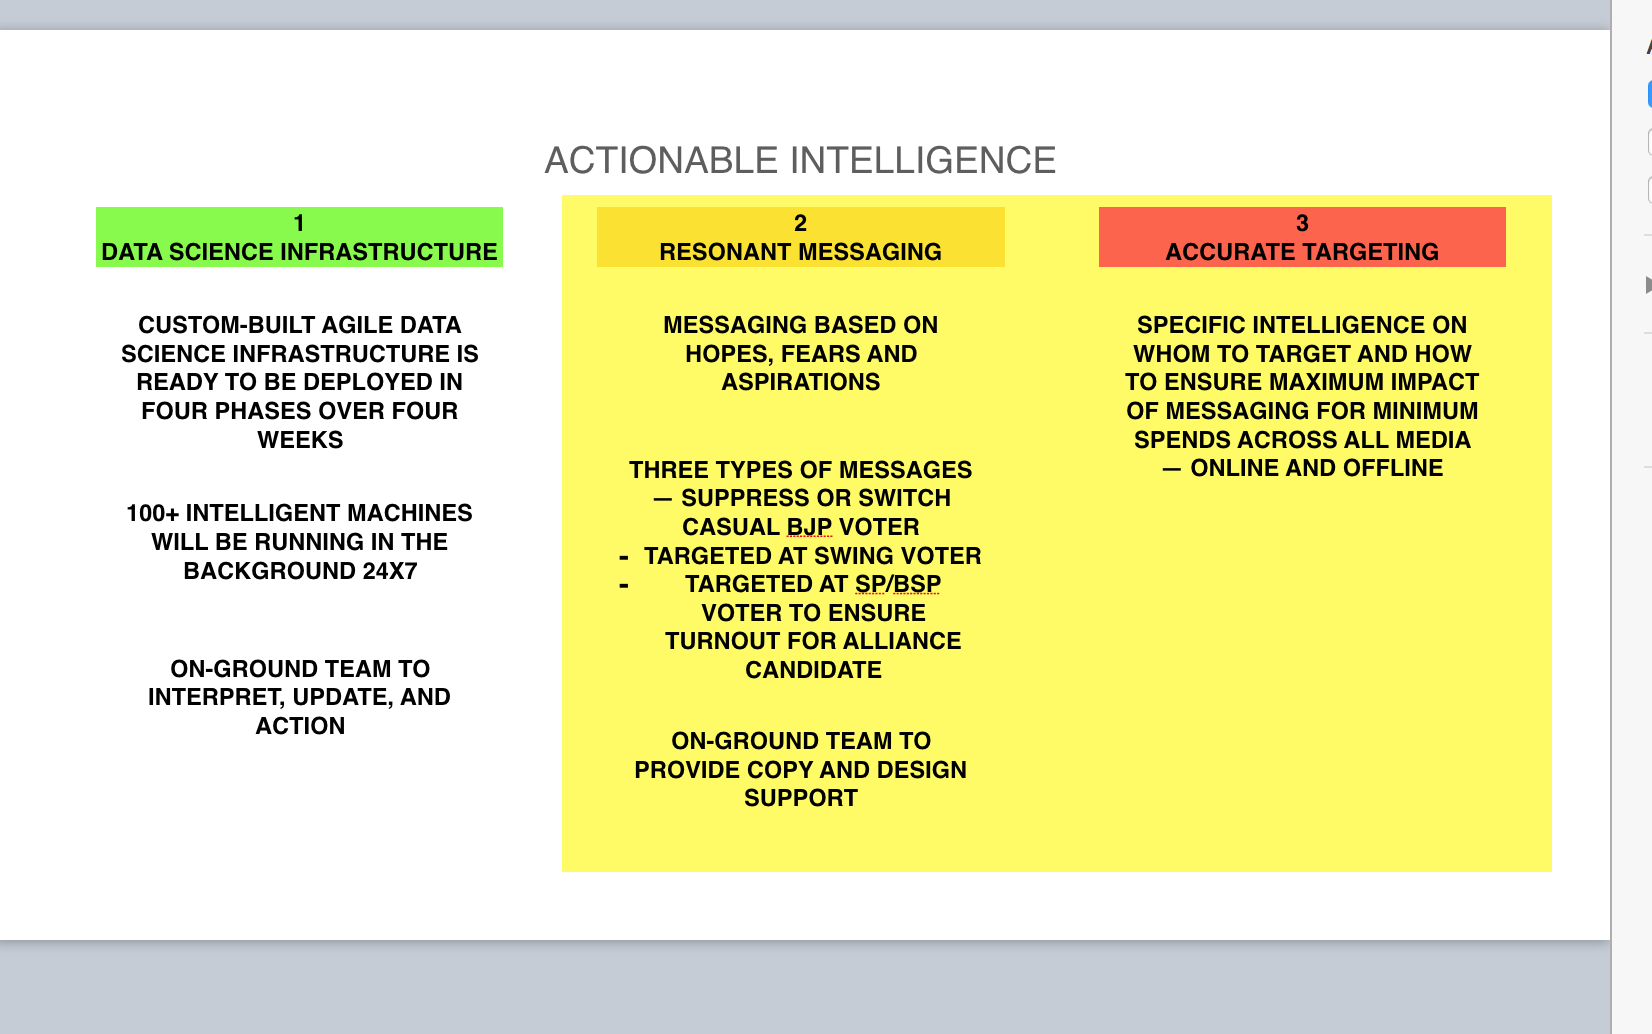 ACTIONABLE INTELLIGENCE
1
DATA SCIENCE INFRASTRUCTURE
CUSTOM-BUILT AGILE DATA
SCIENCE INFRASTRUCTURE IS
READY TO BE DEPLOYED IN
FOUR PHASES OVER FOUR
WEEKS
100+ INTELLIGENT MACHINES
WILL BE RUNNING IN THE
BACKGROUND 24X7
ON-GROUND TEAM TO
INTERPRET, UPDATE, AND
ACTION
2
RESONANT MESSAGING
MESSAGING BASED ON
HOPES, FEARS AND
ASPIRATIONS
THREE TYPES OF MESSAGES
— SUPPRESS OR SWITCH
CASUAL BJP VOTER
- TARGETED AT SWING VOTER
- TARGETED AT SP/BSP
VOTER TO ENSURE
TURNOUT FOR ALLIANCE
CANDIDATE
ON-GROUND TEAM TO
PROVIDE COPY AND DESIGN
SUPPORT
3
ACCURATE TARGETING
SPECIFIC INTELLIGENCE ON
WHOM TO TARGET AND HOW
TO ENSURE MAXIMUM IMPACT
OF MESSAGING FOR MINIMUM
SPENDS ACROSS ALL MEDIA
— ONLINE AND OFFLINE